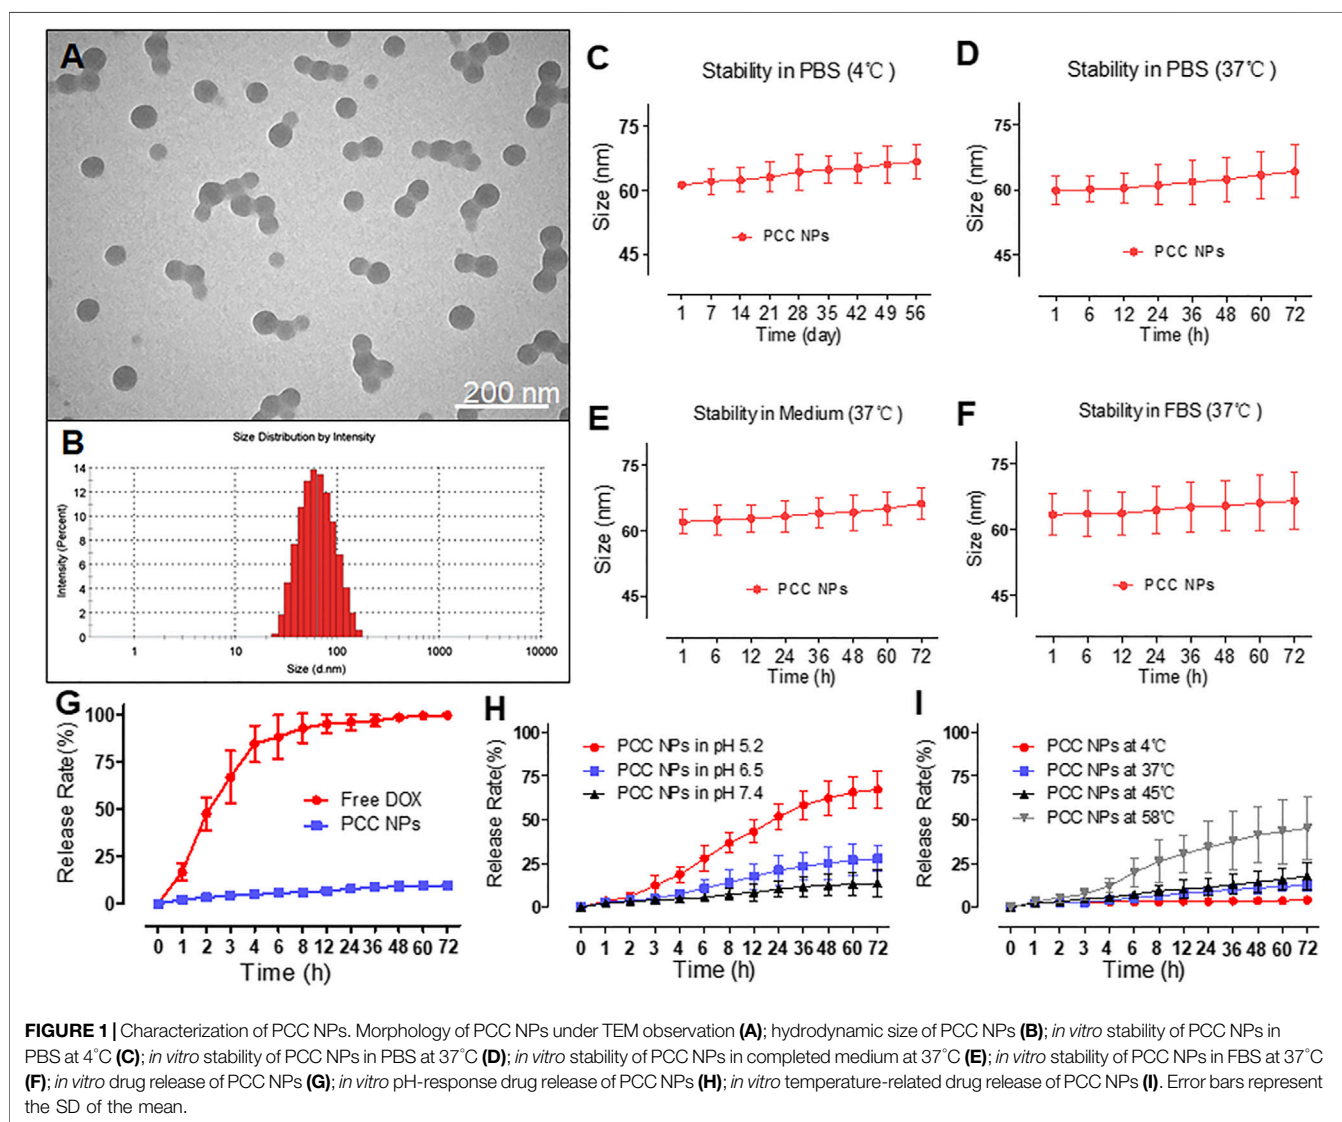 A
200 nm
B
Size Distribution by Intensity
Intensity (Percent)
14
12
10
8
6
4
2
0
1 10 100 1000 10000
Size (d.nm)
C
Stability in PBS (4℃)
Size (nm)
75
60
45
PCC NPs
1 7 14 21 28 35 42 49 56
Time (day)
D
Stability in PBS (37℃)
Size (nm)
75
60
45
PCC NPs
1 6 12 24 36 48 60 72
Time (h)
E
Stability in Medium (37℃)
Size (nm)
75
60
45
PCC NPs
1 6 12 24 36 48 60 72
Time (h)
F
Stability in FBS (37℃)
Size (nm)
75
60
45
PCC NPs
1 6 12 24 36 48 60 72
Time (h)
G
Release Rate(%)
100
75
50
25
0
Free DOX
PCC NPs
0 1 2 3 4 6 8 12 24 36 48 60 72
Time (h)
H
Release Rate(%)
100
75
50
25
0
PCC NPs in pH 5.2
PCC NPs in pH 6.5
PCC NPs in pH 7.4
0 1 2 3 4 6 8 12 24 36 48 60 72
Time (h)
I
Release Rate(%)
100
75
50
25
0
PCC NPs at 4℃
PCC NPs at 37℃
PCC NPs at 45℃
PCC NPs at 58℃
0 1 2 3 4 6 8 12 24 36 48 60 72
Time (h)
FIGURE 1 | Characterization of PCC NPs. Morphology of PCC NPs under TEM observation (A); hydrodynamic size of PCC NPs (B); in vitro stability of PCC NPs in
PBS at 4°C (C); in vitro stability of PCC NPs in PBS at 37°C (D); in vitro stability of PCC NPs in completed medium at 37°C (E); in vitro stability of PCC NPs in FBS at 37°C
(F); in vitro drug release of PCC NPs (G); in vitro pH-response drug release of PCC NPs (H); in vitro temperature-related drug release of PCC NPs (I). Error bars represent
the SD of the mean.